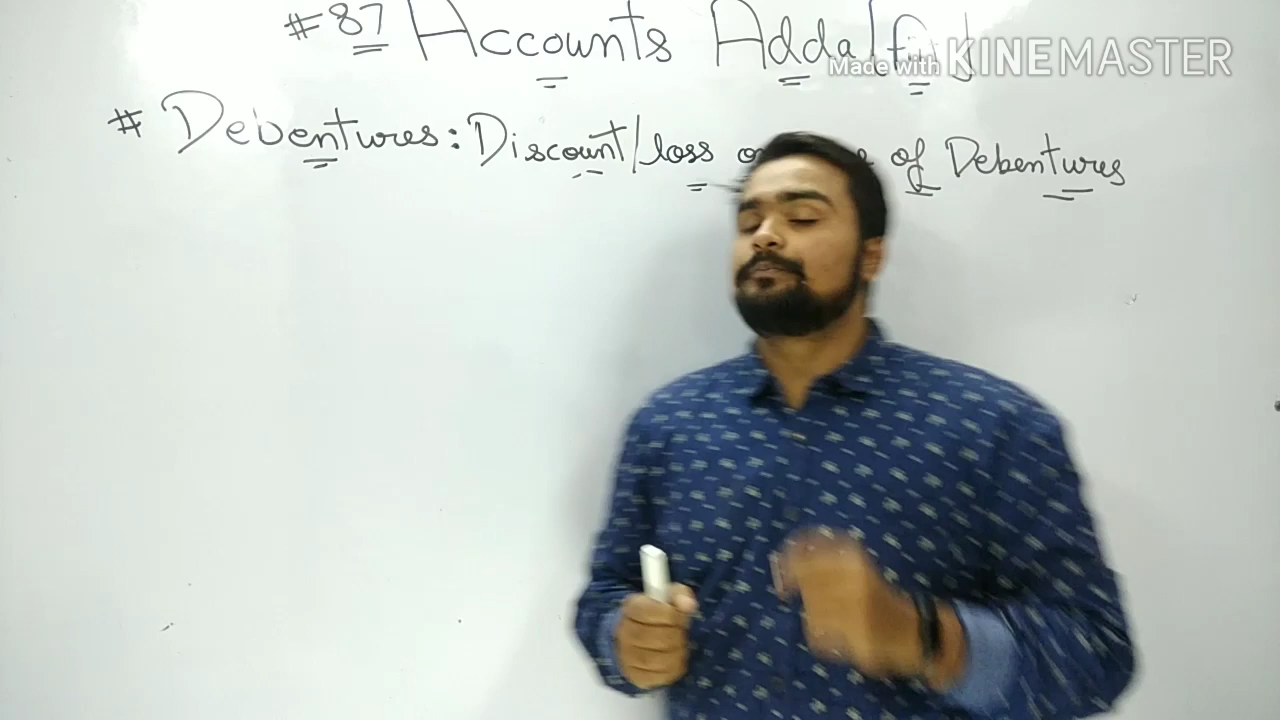 #87 Accounts Adda
Made with KINEMASTER
# Debentures: Discount/loss of Debentures